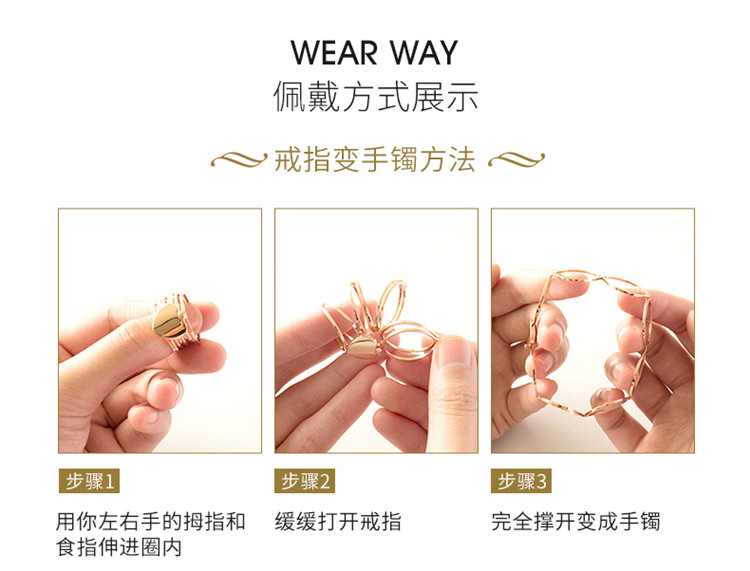 WEAR WAY
佩戴方式展示
戒指变手镯方法
步骤1
用你左右手的拇指和
食指伸进圈内
步骤2
缓缓打开戒指
步骤3
完全撑开变成手镯